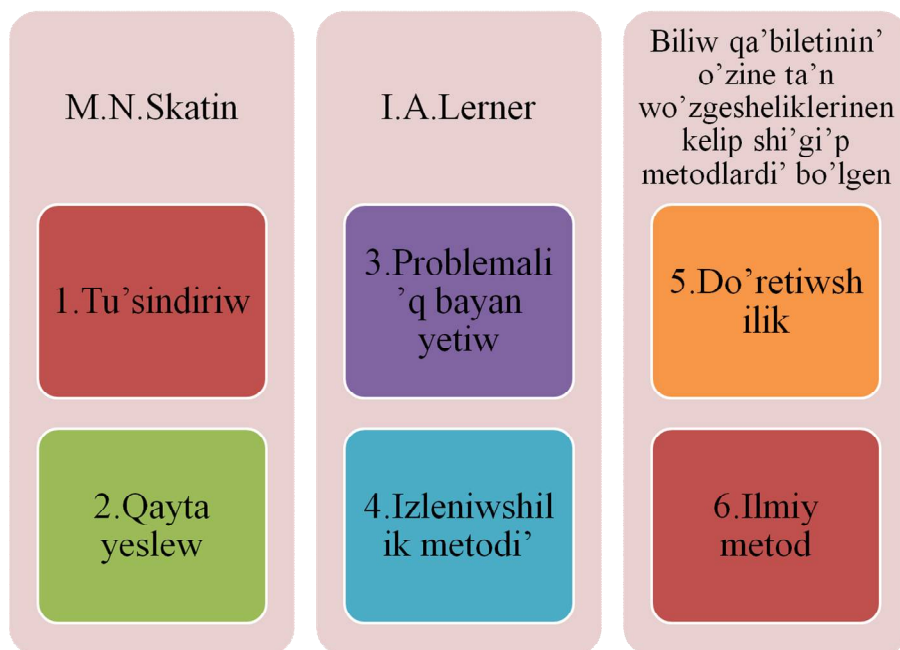 M.N.Skatin
1.Tu’sindiriw
2.Qayta
yeslew
I.A.Lerner
3.Problemali
’q bayan
yetiw
4.Izleniwshil
ik metodi’
Biliw qa’biletinin’
o’zine ta’n
wo’zgesheliklerinen
kelip shi’gi’p
metodlardi’ bo’lgen
5.Do’retiwsh
ilik
6.Ilmiy
metod